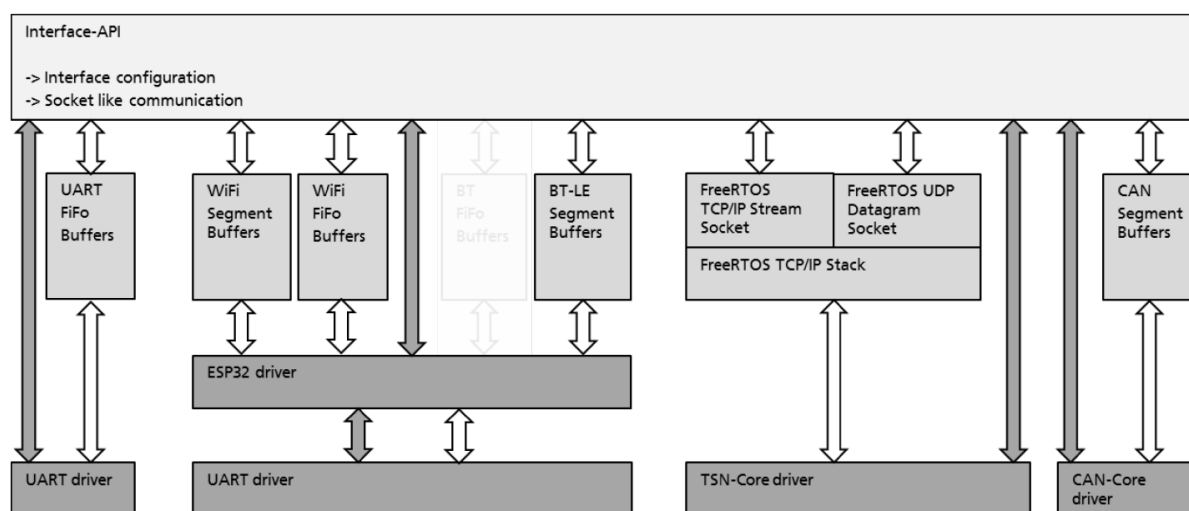 Interface-API
-> Interface configuration
-> Socket like communication
UART
FiFo
Buffers
WiFi
Segment
Buffers
WiFi
FiFo
Buffers
BT
FiFo
Buffers
BT-LE
Segment
Buffers
FreeRTOS
TCP/IP Stream
Socket
FreeRTOS UDP
Datagram
Socket
FreeRTOS TCP/IP Stack
CAN
Segment
Buffers
ESP32 driver
UART driver
UART driver
TSN-Core driver
CAN-Core
driver